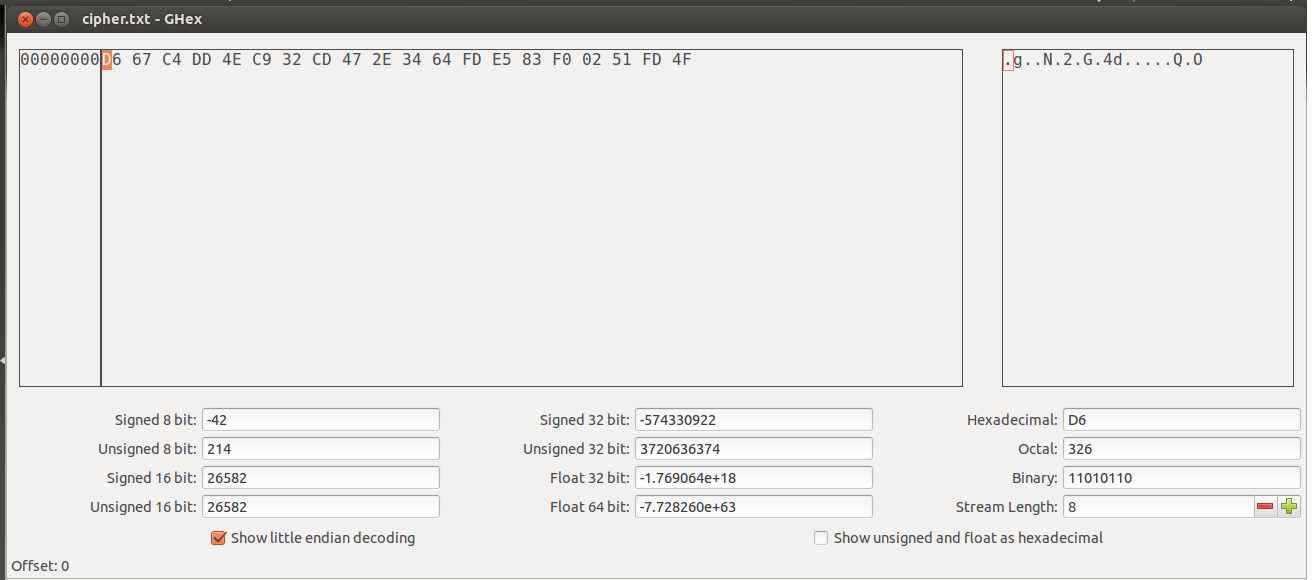 cipher.txt - GHex
00000000 D6 67 C4 DD 4E C9 32 CD 47 2E 34 64 FD E5 83 F0 02 51 FD 4F
.g..N.2.G.4d.....Q.O
Signed 8 bit: -42
Signed 32 bit: -574330922
Hexadecimal: D6
Unsigned 8 bit: 214
Unsigned 32 bit: 3720636374
Octal: 326
Signed 16 bit: 26582
Float 32 bit: -1.769064e+18
Binary: 11010110
Unsigned 16 bit: 26582
Float 64 bit: -7.728260e+63
Stream Length: 8
Show little endian decoding
Show unsigned and float as hexadecimal
Offset: 0